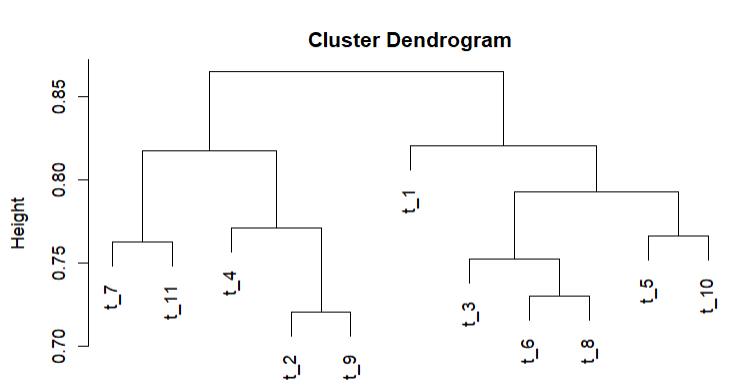 Cluster Dendrogram
Height
0.85
0.80
0.75
0.70
t_7
t_11
t_4
t_2
t_9
t_1
t_3
t_6
t_8
t_5
t_10